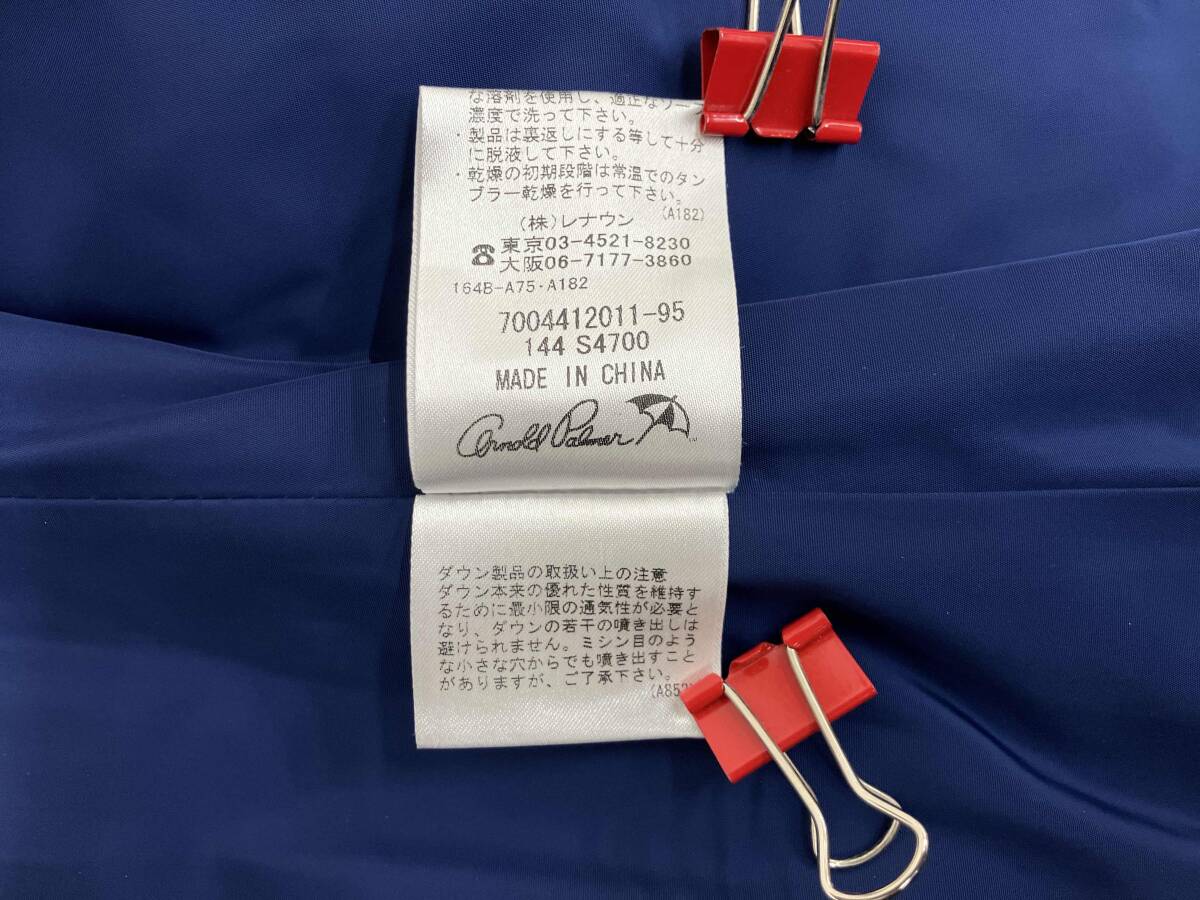 な溶剤を使用し、適正なソー
濃度で洗って下さい。
・製品は裏返しにする等して十分
に脱液して下さい。
・乾燥の初期段階は常温でのタン
ブラー乾燥を行って下さい。
(A182)
(株)レナウン
☎東京03-4521-8230
大阪06-7177-3860
164B-A75・A182
7004412011-95
144 S4700
MADE IN CHINA
Arnold Palmer
ダウン製品の取扱い上の注意
ダウン本来の優れた性質を維持す
るために最小限の通気性が必要と
なり、ダウンの若干の噴き出しは
避けられません。ミシン目のよう
な小さな穴からでも噴き出すこと
がありますが、ご了承下さい。
(A852